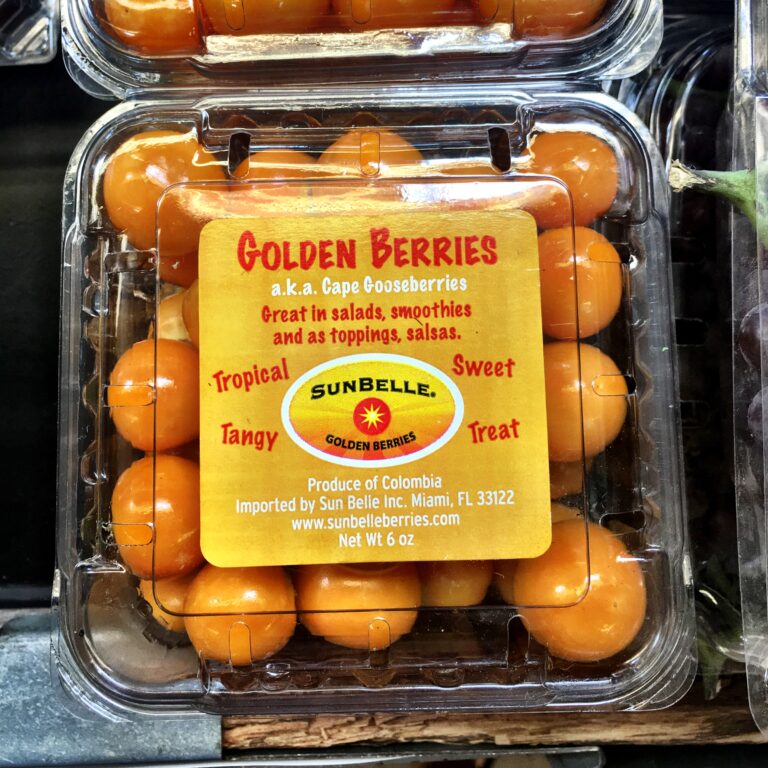 GOLDEN BERRIES
a.k.a. Cape Gooseberries
Great in salads, smoothies
and as toppings, salsas.
Tropical Sweet
SUNBELLE®
GOLDEN BERRIES
Tangy Treat
Produce of Colombia
Imported by Sun Belle Inc. Miami, FL 33122
www.sunbelleberries.com
Net Wt 6 oz